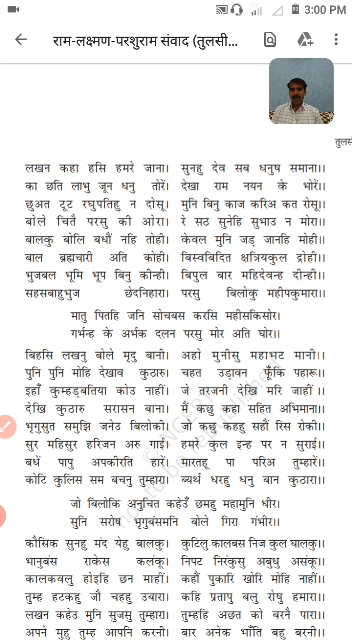 3:00 PM
राम-लक्ष्मण-परशुराम संवाद (तुलसी...
तुलसी
लखन कहा हसि हमरे जाना। सुनहु देव सब धनुष समाना।।
का छति लाभु जून धनु तोरें। देखा राम नयन के भोरें।।
छुअत टूट रघुपतिहु न दोसू। मुनि बिनु काज करिअ कत रोसू।।
बोले चितै परसु की ओरा। रे सठ सुनेहि सुभाउ न मोरा।।
बालकु बोलि बधौं नहि तोही। केवल मुनि जड़ जानहि मोही।।
बाल ब्रह्मचारी अति कोही। बिस्वबिदित क्षत्रियकुल द्रोही।।
भुजबल भूमि भूप बिनु कीन्ही। बिपुल बार महिदेवन्ह दीन्ही।।
सहसबाहुभुज छेदनिहारा। परसु बिलोकु महीपकुमारा।।
मातु पितहि जनि सोचबस करसि महीसकिसोर।
गर्भन्ह के अर्भक दलन परसु मोर अति घोर।।
बिहसि लखनु बोले मृदु बानी। अहो मुनीसु महाभट मानी।।
पुनि पुनि मोहि देखाव कुठारु। चहत उड़ावन फूँकि पहारू।।
इहाँ कुम्हड़बतिया कोउ नाहीं। जे तरजनी देखि मरि जाहीं।।
देखि कुठारु सरासन बाना। मैं कछु कहा सहित अभिमाना।।
भृगुसुत समुझि जनेउ बिलोकी। जो कछु कहहु सहौं रिस रोकी।।
सुर महिसुर हरिजन अरु गाई। हमरे कुल इन्ह पर न सुराई।।
बधें पापु अपकीरति हारें। मारतहू पा परिअ तुम्हारें।।
कोटि कुलिस सम बचनु तुम्हारा। ब्यर्थ धरहु धनु बान कुठारा।।
जो बिलोकि अनुचित कहेउँ छमहु महामुनि धीर।
सुनि सरोष भृगुबंसमनि बोले गिरा गंभीर।।
कौसिक सुनहु मंद येहु बालकु। कुटिलु कालबस निज कुल घालकु।।
भानुबंस राकेस कलंकू। निपट निरंकुसु अबुधु असंकू।।
कालकवलु होइहि छन माहीं। कहौं पुकारि खोरि मोहि नाहीं।।
तुम्ह हटकहु जौ चहहु उबारा। कहि प्रतापु बलु रोषु हमारा।।
लखन कहेउ मुनि सुजसु तुम्हारा। तुम्हहि अछत को बरनै पारा।।
अपने मुहु तुम्ह आपनि करनी। बार अनेक भाँति बहु बरनी।।